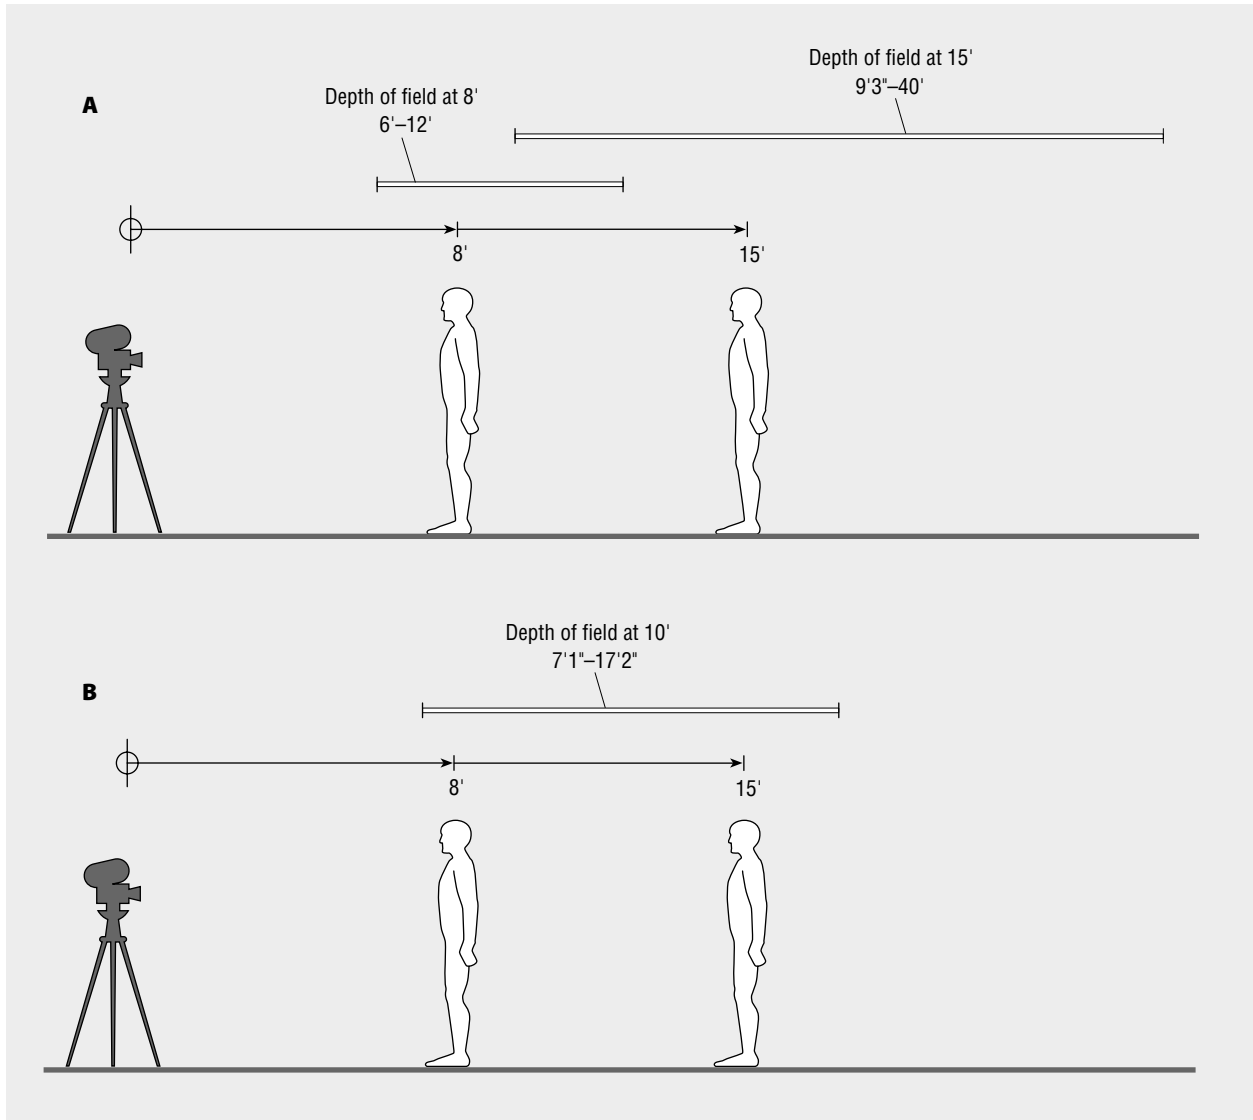 Depth of field at 15'
9'3"–40'
A
Depth of field at 8'
6'–12'
8'
15'
Depth of field at 10'
7'1"–17'2"
B
8'
15'